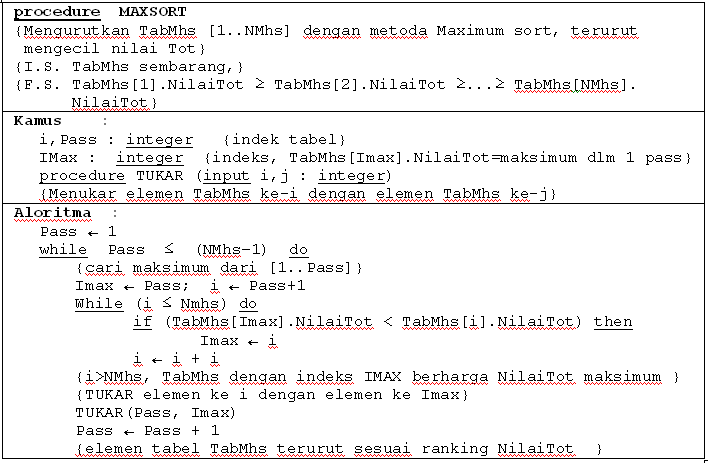 procedure MAXSORT
{Mengurutkan TabMhs [1..NMhs] dengan metoda Maximum sort, terurut
mengecil nilai Tot}
{I.S. TabMhs sembarang,}
{F.S. TabMhs[1].NilaiTot ≥ TabMhs[2].NilaiTot ≥...≥ TabMhs[NMhs].
NilaiTot}
Kamus :
i,Pass : integer {indek tabel}
IMax : integer {indeks, TabMhs[Imax].NilaiTot=maksimum dlm 1 pass}
procedure TUKAR (input i,j : integer)
{Menukar elemen TabMhs ke-i dengan elemen TabMhs ke-j}
Aloritma :
Pass ← 1
while Pass ≤ (NMhs-1) do
{cari maksimum dari [1..Pass]}
Imax ← Pass; i ← Pass+1
While (i ≤ Nmhs) do
if (TabMhs[Imax].NilaiTot < TabMhs[i].NilaiTot) then
Imax ← i
i ← i + i
{i>NMhs, TabMhs dengan indeks IMAX berharga NilaiTot maksimum }
{TUKAR elemen ke i dengan elemen ke Imax}
TUKAR(Pass, Imax)
Pass ← Pass + 1
{elemen tabel TabMhs terurut sesuai ranking NilaiTot }